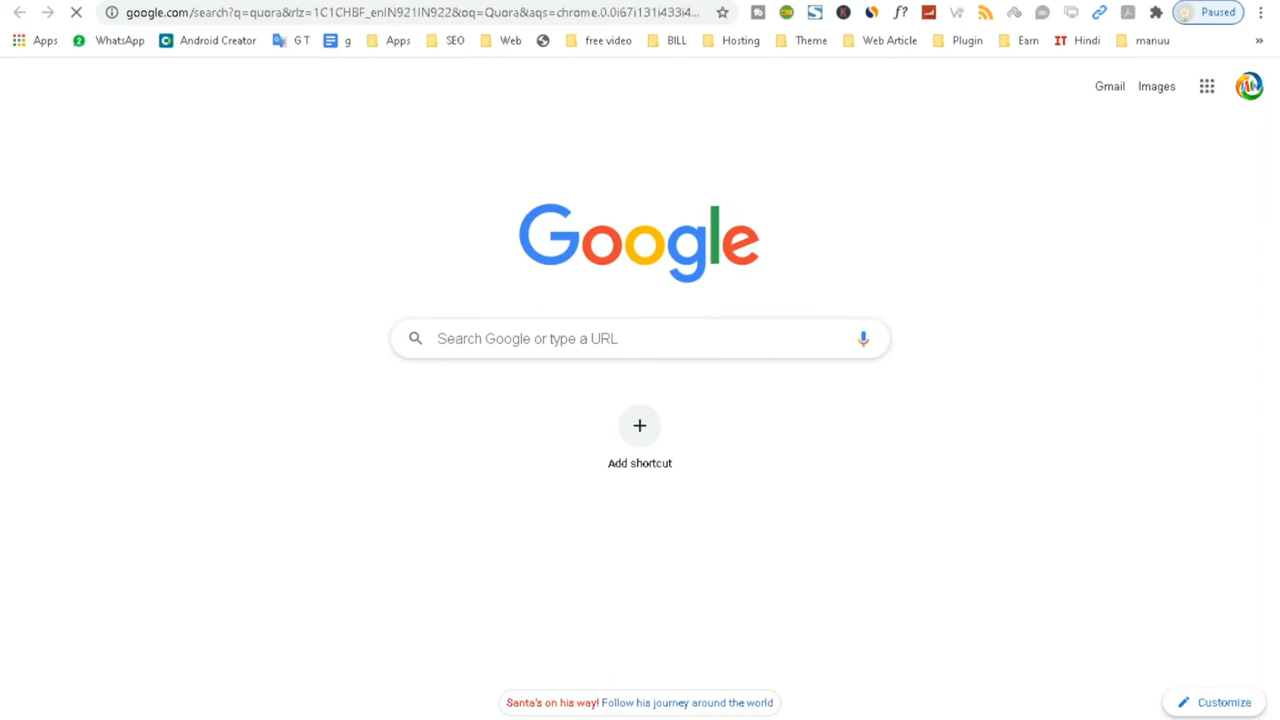 google.com/search?q=quora&rlz=1C1CHBF_enIN921IN922&oq=Quora&aqs=chrome.0.0i67i131i433i4... Paused
Apps WhatsApp Android Creator G T g Apps SEO Web free video BILL Hosting Theme Web Article Plugin Earn IT Hindi manuu »
Gmail Images
Google
Search Google or type a URL
Add shortcut
Santa's on his way! Follow his journey around the world
Customize